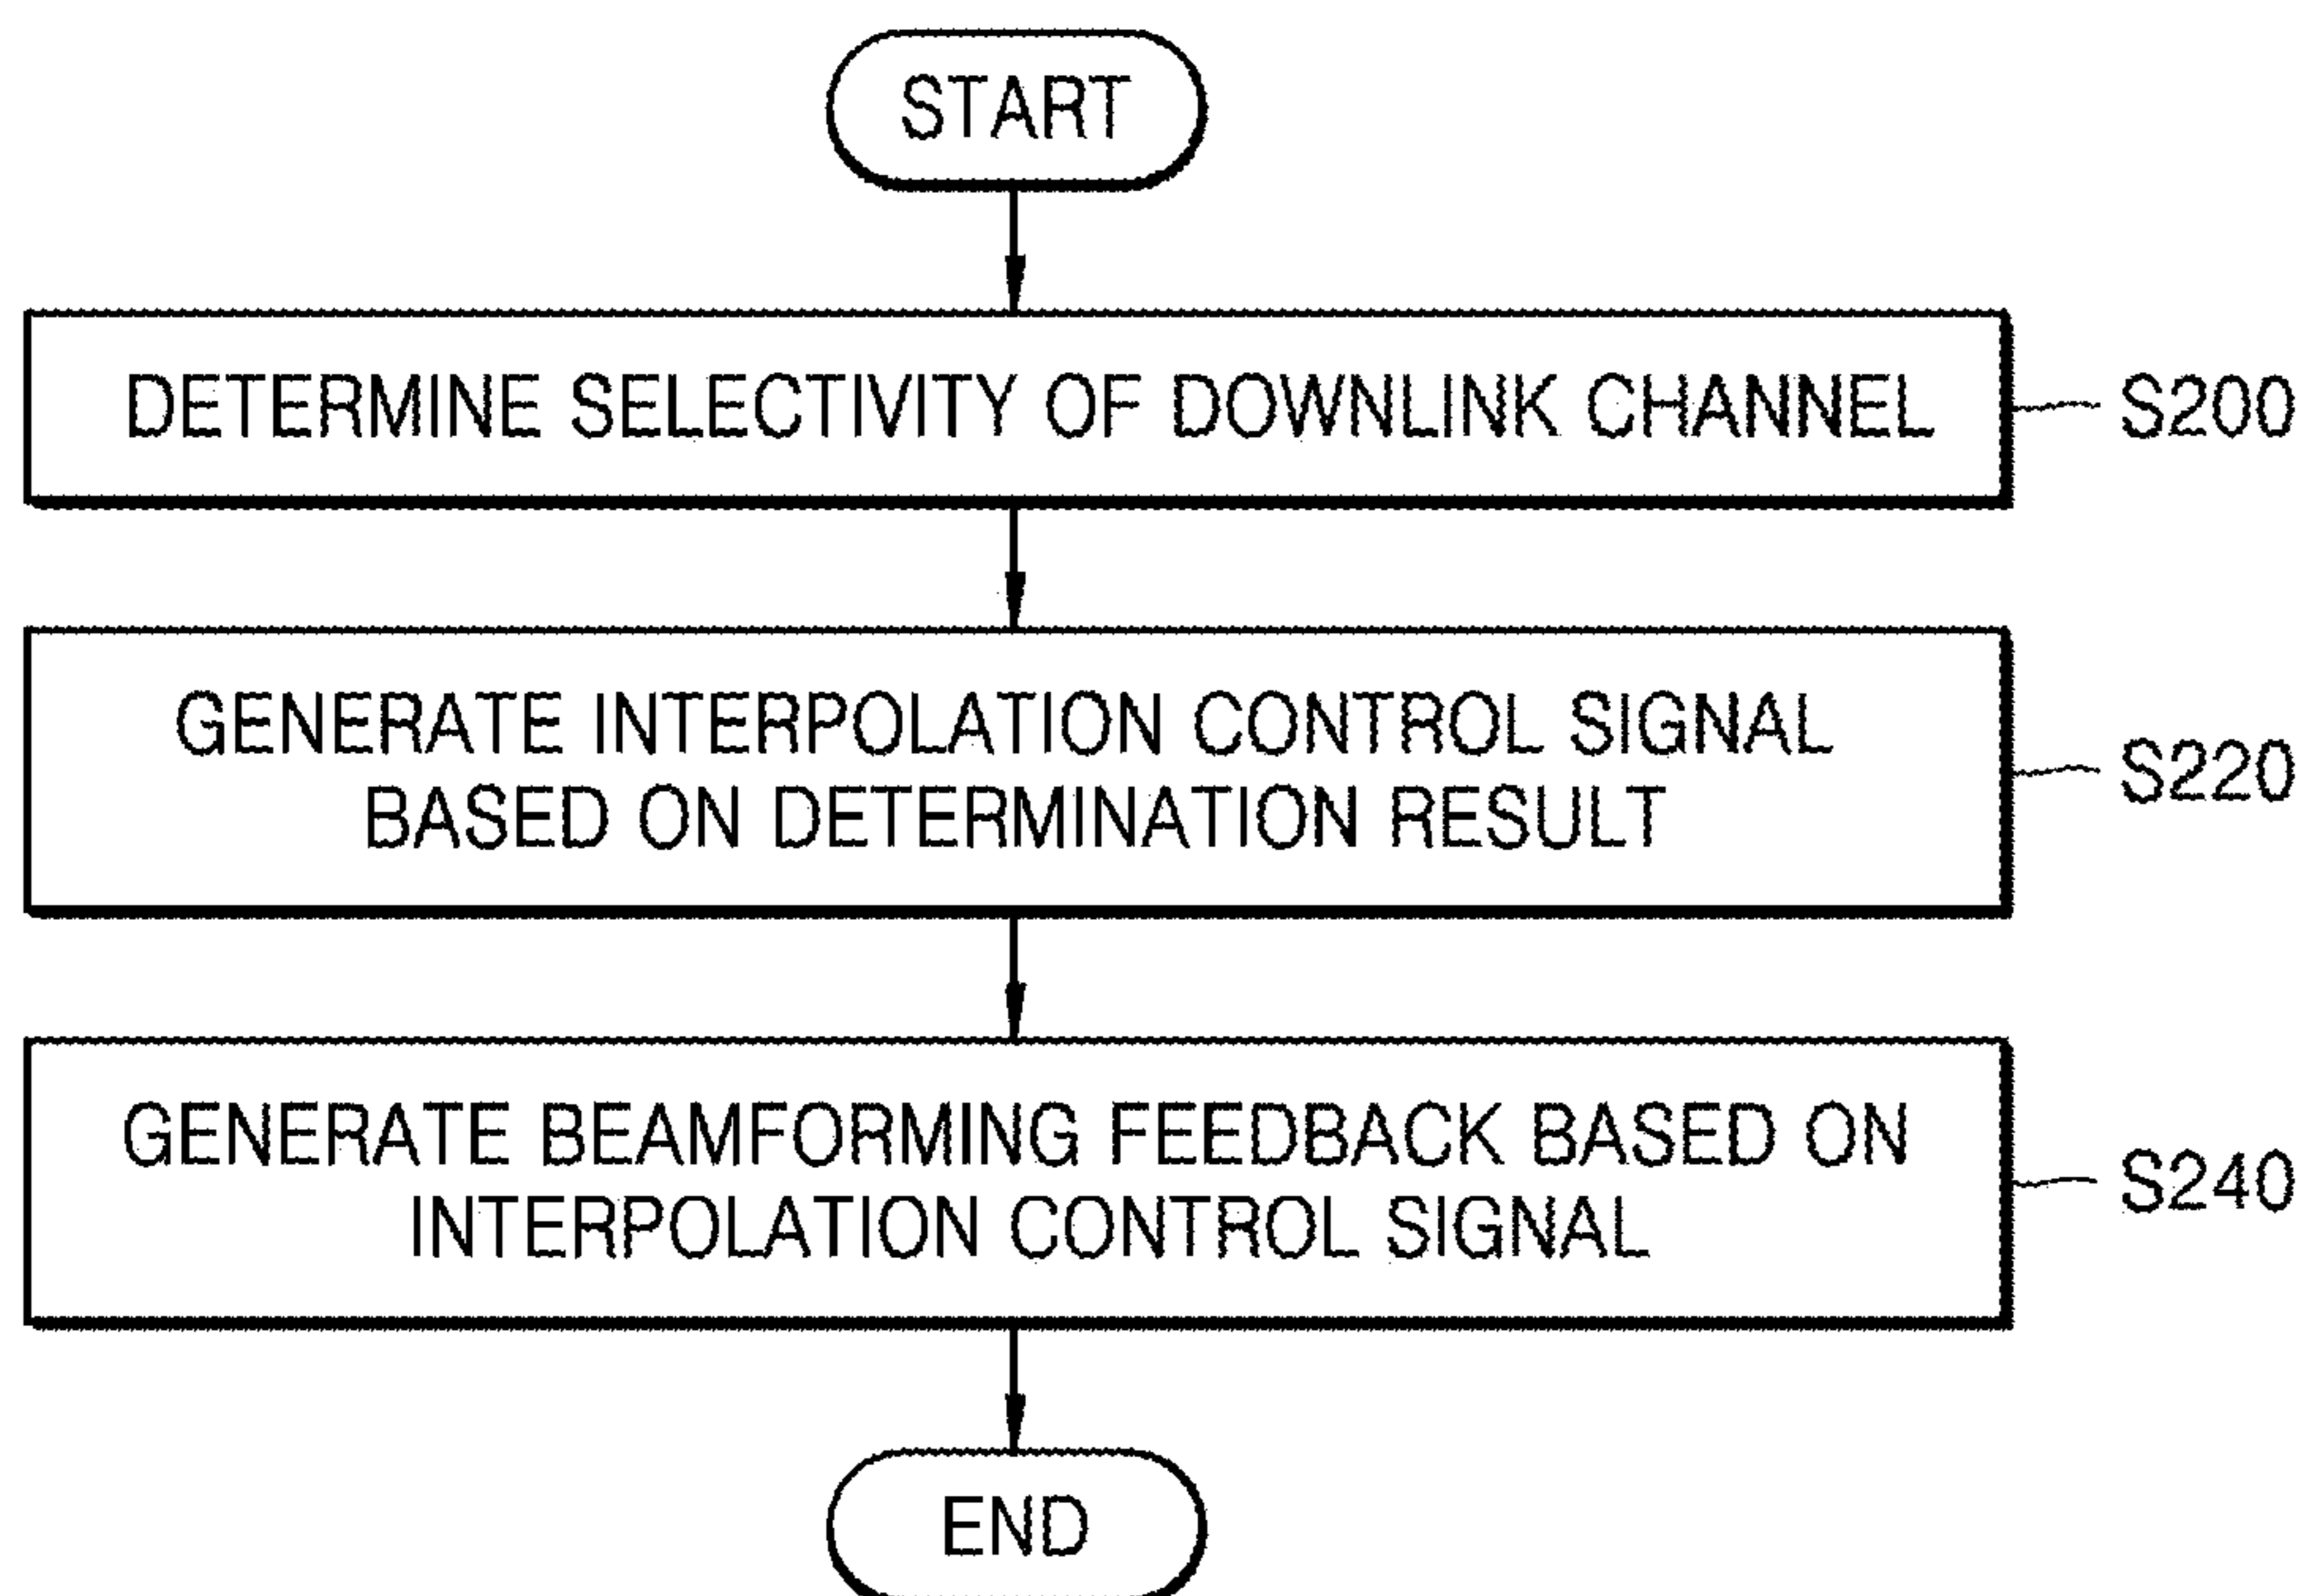 START
DETERMINE SELECTIVITY OF DOWNLINK CHANNEL
S200
GENERATE INTERPOLATION CONTROL SIGNAL
BASED ON DETERMINATION RESULT
S220
GENERATE BEAMFORMING FEEDBACK BASED ON
INTERPOLATION CONTROL SIGNAL
S240
END